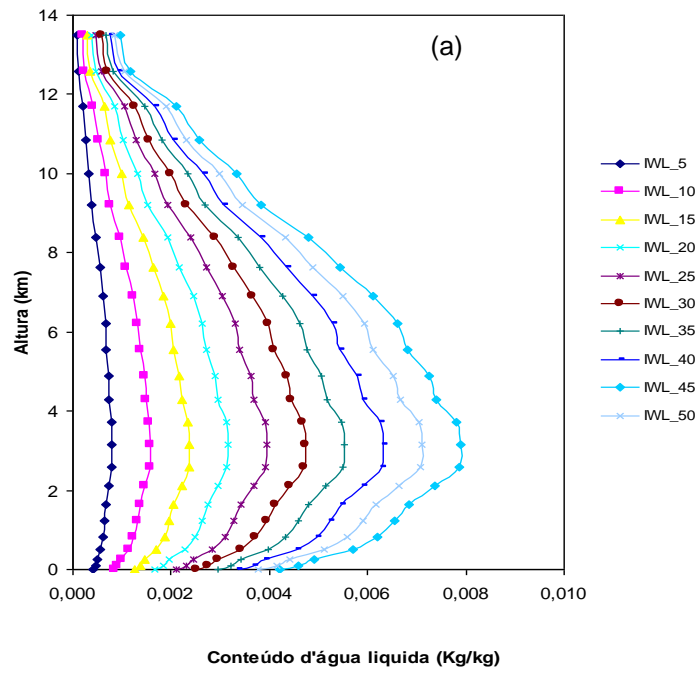 14
(a)
12
10
8
6
4
2
0
Altura (km)
0,000
0,002
0,004
0,006
0,008
0,010
Conteúdo d'água liquida (Kg/kg)
IWL_5
IWL_10
IWL_15
IWL_20
IWL_25
IWL_30
IWL_35
IWL_40
IWL_45
IWL_50